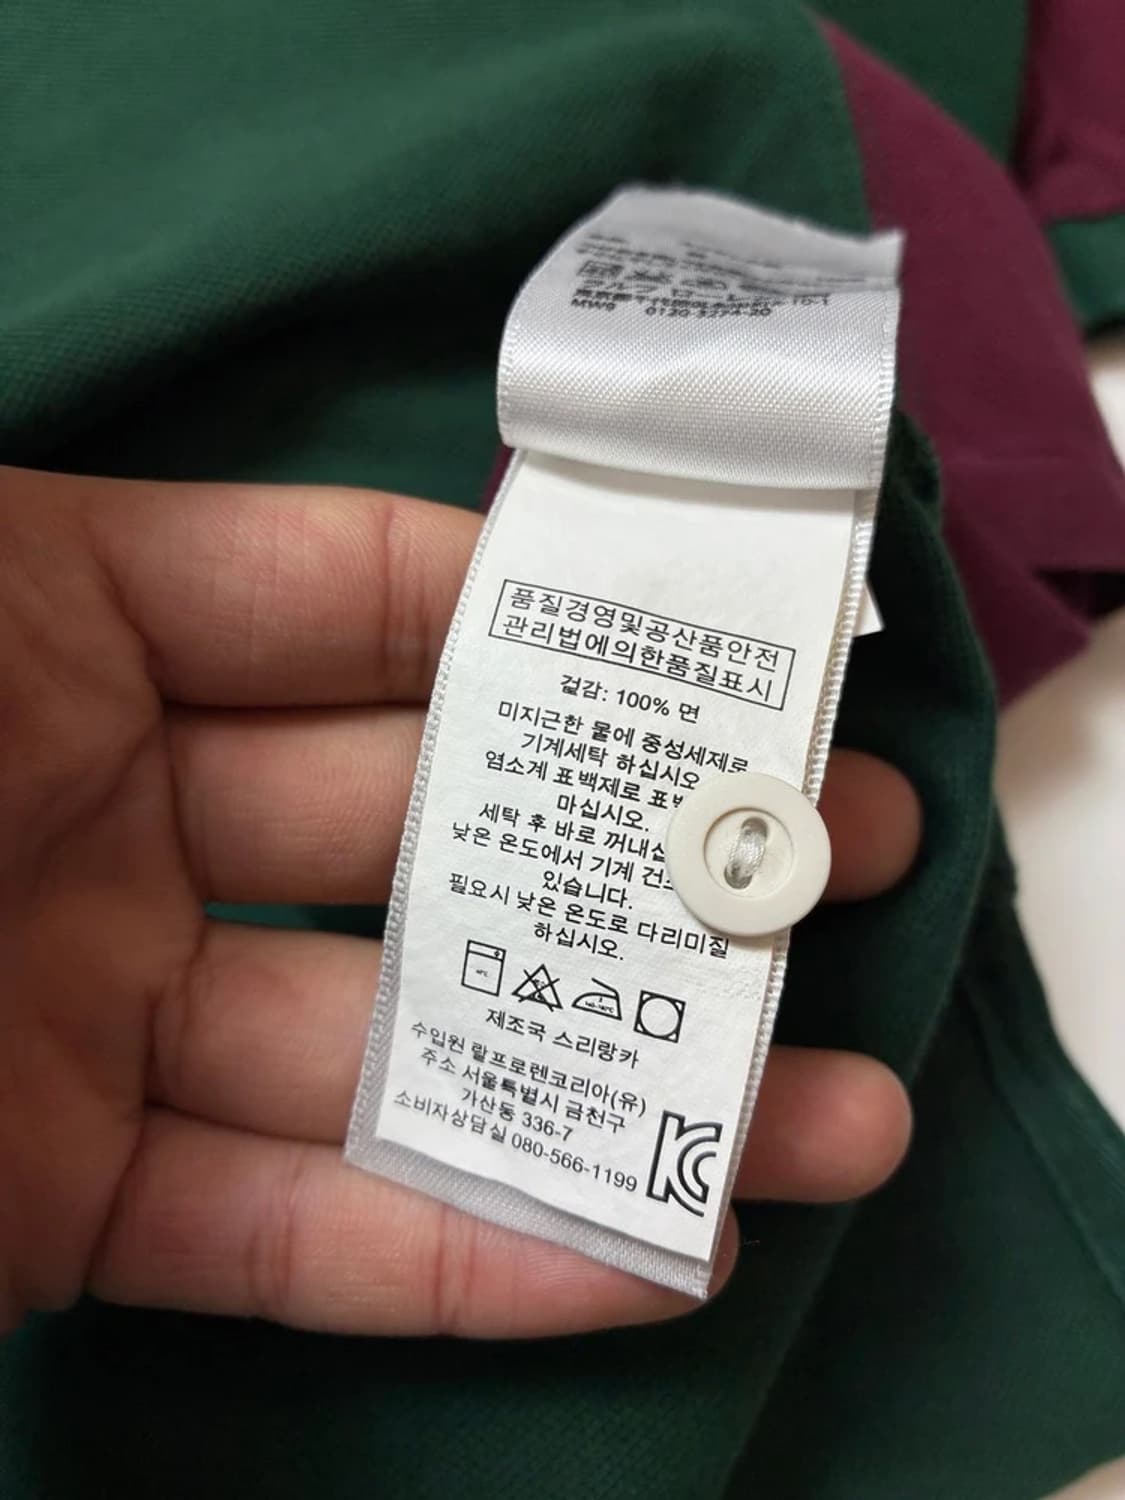 MW9 0120-3274-20
품질경영및공산품안전
관리법에의한품질표시
겉감: 100% 면
미지근한 물에 중성세제로
기계세탁 하십시오
염소계 표백제로 표백
마십시오.
세탁 후 바로 꺼내십
낮은 온도에서 기계 건조
있습니다.
필요시 낮은 온도로 다리미질
하십시오.
제조국 스리랑카
수입원 랄프로렌코리아(유)
주소 서울특별시 금천구
가산동 336-7
소비자상담실 080-566-1199